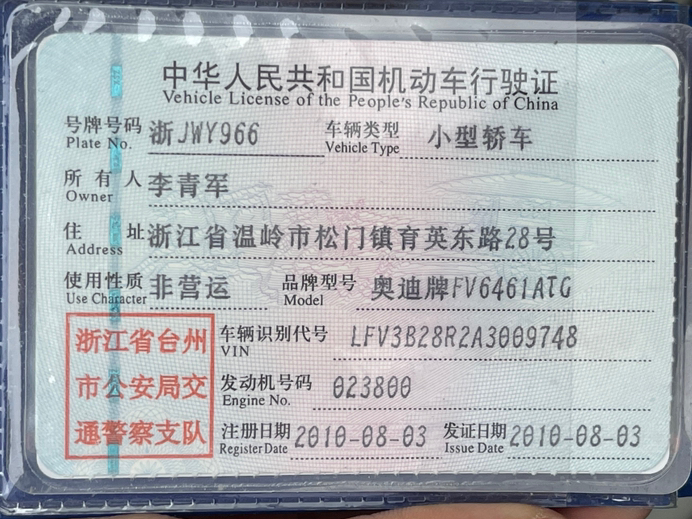 中华人民共和国机动车行驶证
Vehicle License of the People's Republic of China
号牌号码 浙JWY966 车辆类型 小型轿车
Plate No. Vehicle Type
所有人 李青军
Owner
住址 浙江省温岭市松门镇育英东路28号
Address
使用性质 非营运 品牌型号 奥迪牌FV6461ATG
Use Character Model
浙江省台州
市公安局交
通警察支队
车辆识别代号 LFV3B28R2A3009748
VIN
发动机号码 023800
Engine No.
注册日期 2010-08-03 发证日期 2010-08-03
Register Date Issue Date